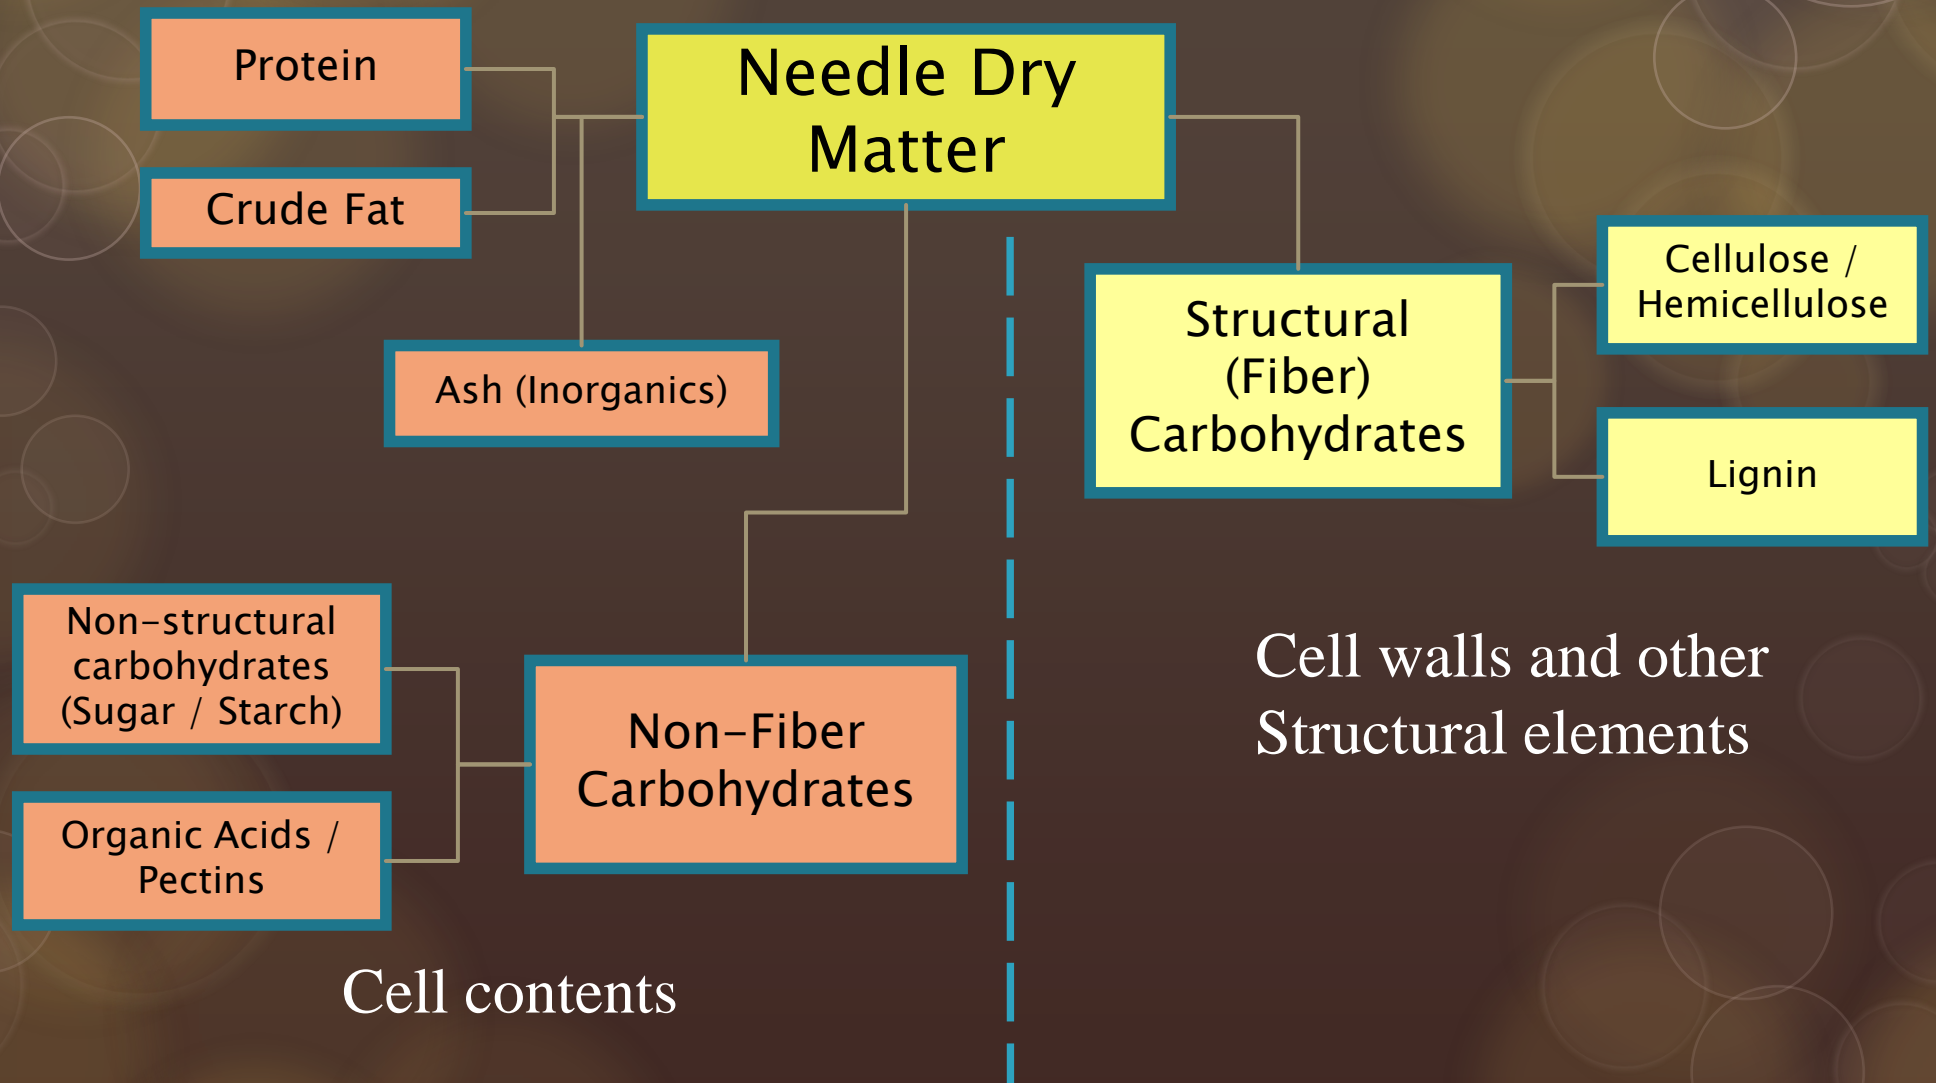 Protein
Needle Dry
Matter
Crude Fat
Ash (Inorganics)
Structural
(Fiber)
Carbohydrates
Cellulose /
Hemicellulose
Lignin
Non-structural
carbohydrates
(Sugar / Starch)
Non-Fiber
Carbohydrates
Organic Acids /
Pectins
Cell walls and other
Structural elements
Cell contents